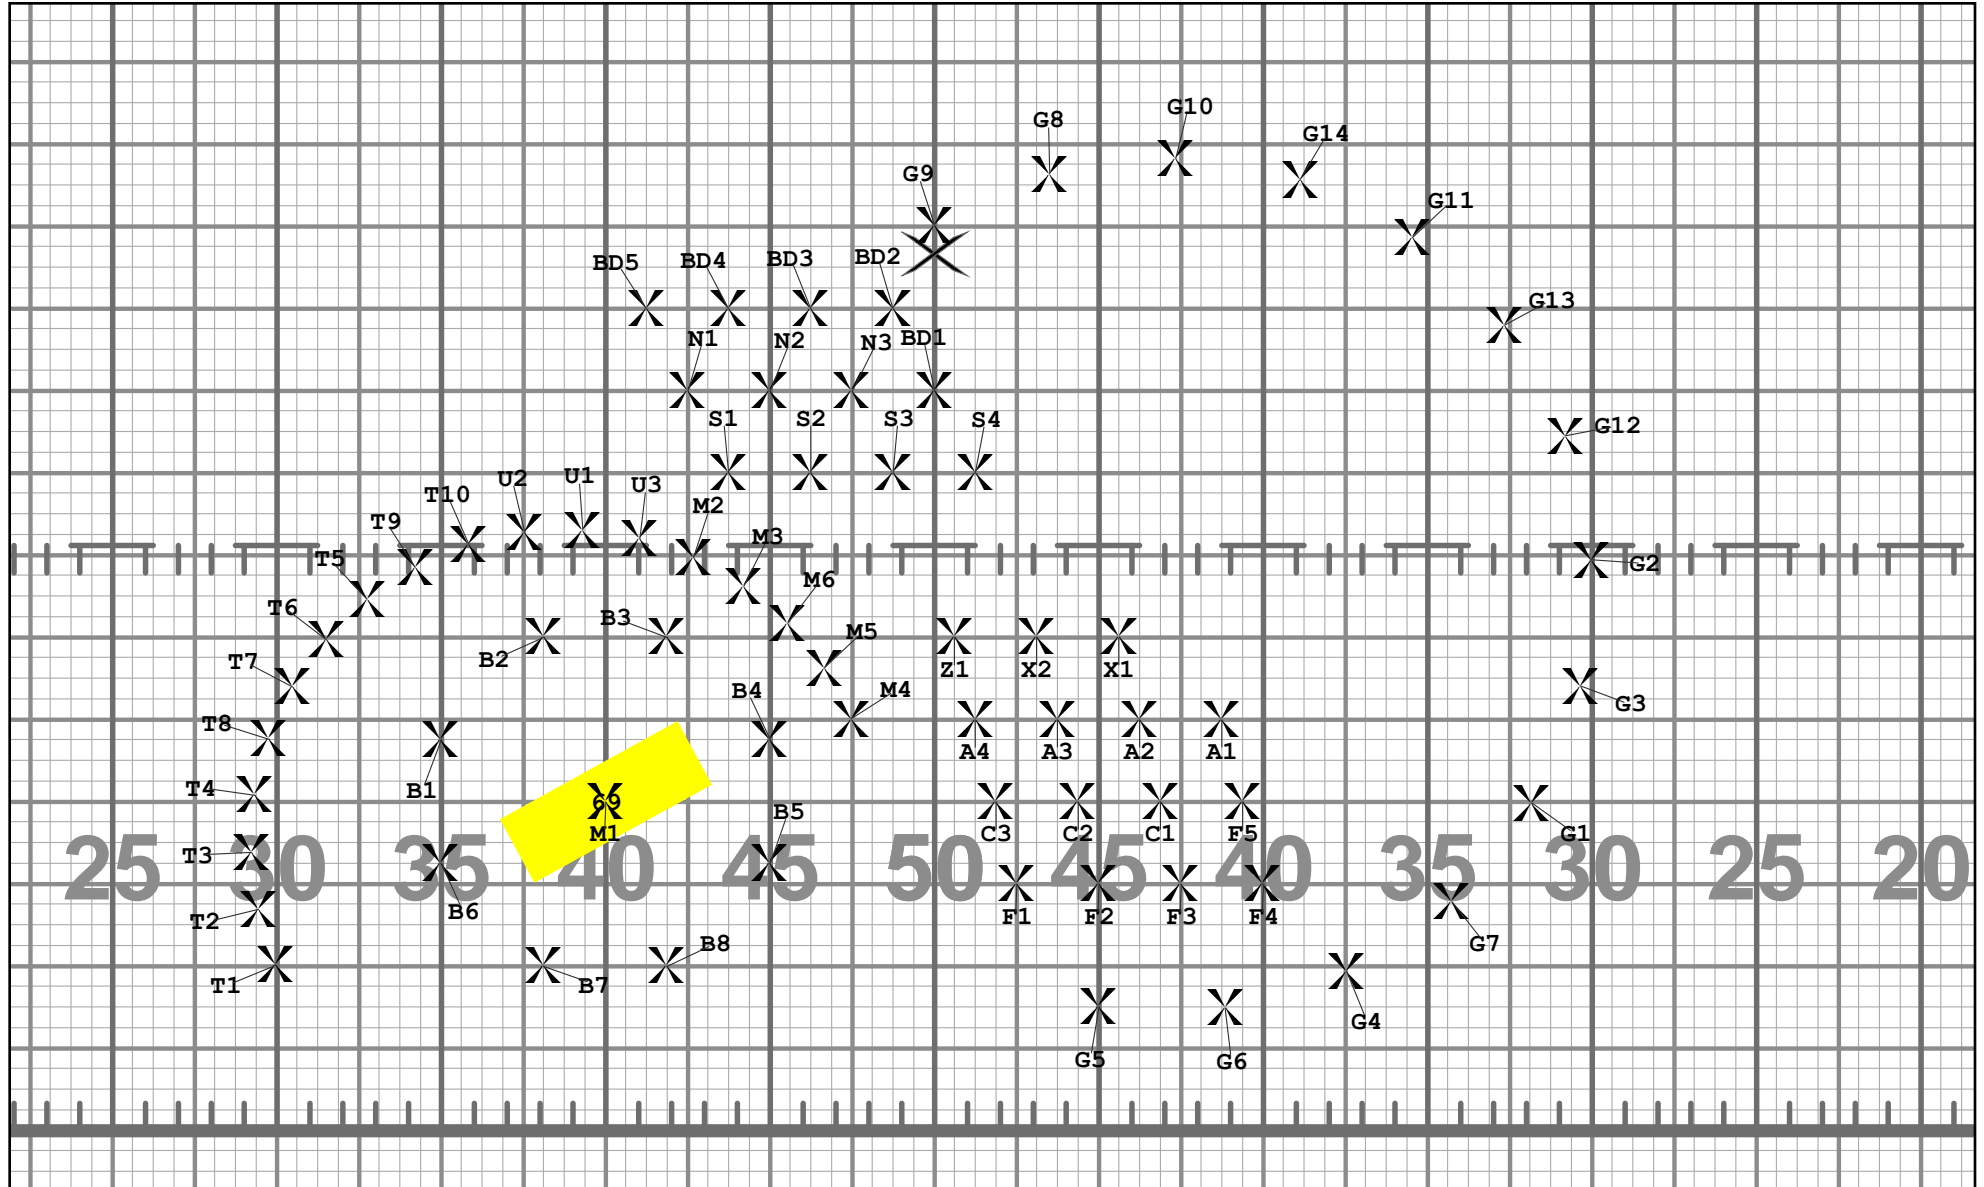 G10
G8
G14
G9
G11
BD5 BD4 BD3 BD2
G13
N1 N2 N3 BD1
S1 S2 S3 S4
G12
U2 U1 U3
T10
M2
T9
M3
T5
G2
M6
T6
B3
M5
B2
T7
Z1 X2 X1
B4 M4
G3
T8
A4 A3 A2 A1
T4
B1
69
B5
M1
C3 C2 C1 F5
G1
T3
25 30 35 40 45 50 45 40 35 30 25 20
B6
F1 F2 F3 F4
T2
B8
G7
T1
B7
G4
G5 G6